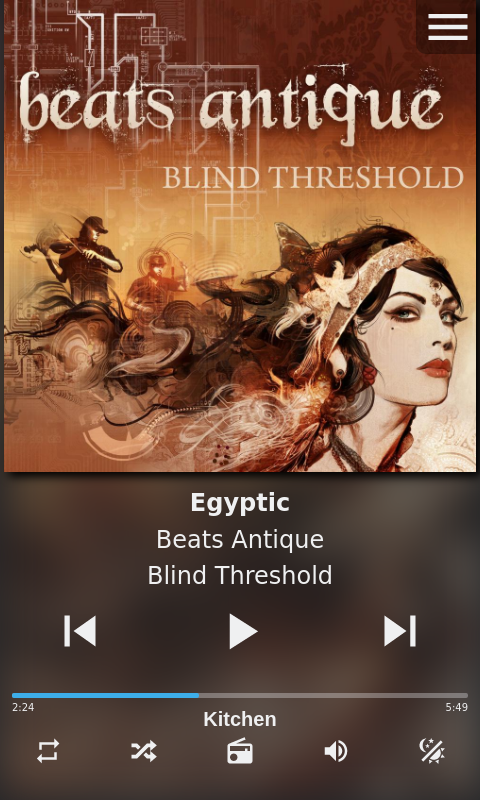 beats antique
BLIND THRESHOLD
Egyptic
Beats Antique
Blind Threshold
2:24
5:49
Kitchen